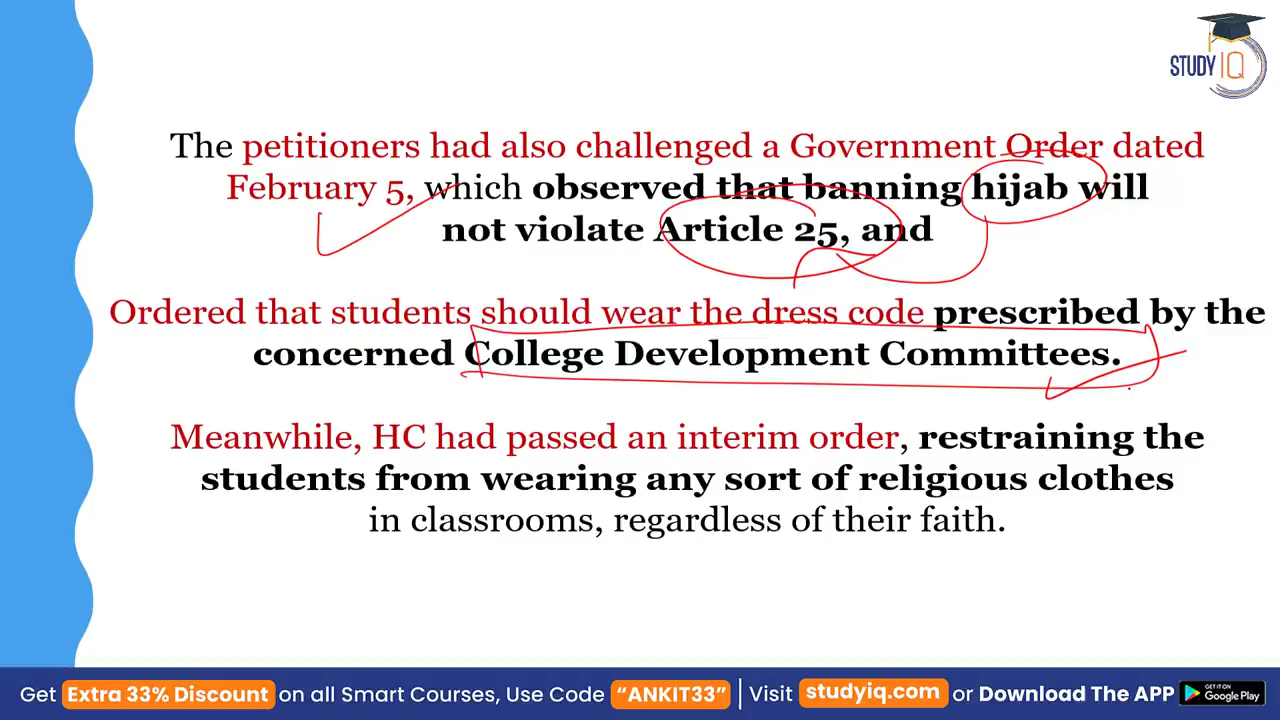 STUDY IQ
The petitioners had also challenged a Government Order dated
February 5, which observed that banning hijab will
not violate Article 25, and
Ordered that students should wear the dress code prescribed by the
concerned College Development Committees.
Meanwhile, HC had passed an interim order, restraining the
students from wearing any sort of religious clothes
in classrooms, regardless of their faith.
Get Extra 33% Discount on all Smart Courses, Use Code “ANKIT33” | Visit studyiq.com or Download The APP GET IT ON Google Play